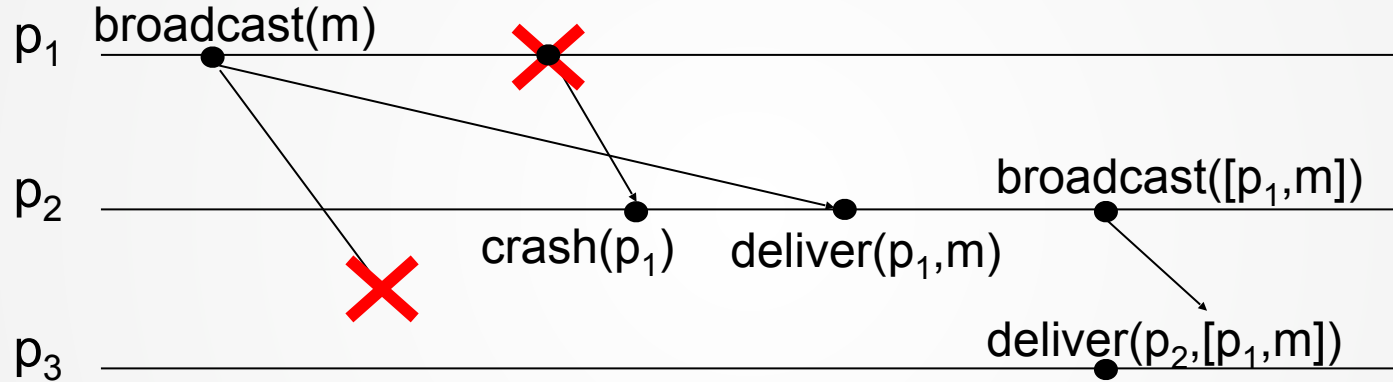 p₁ broadcast(m)
p₂ broadcast([p₁,m])
crash(p₁) deliver(p₁,m)
p₃ deliver(p₂,[p₁,m])